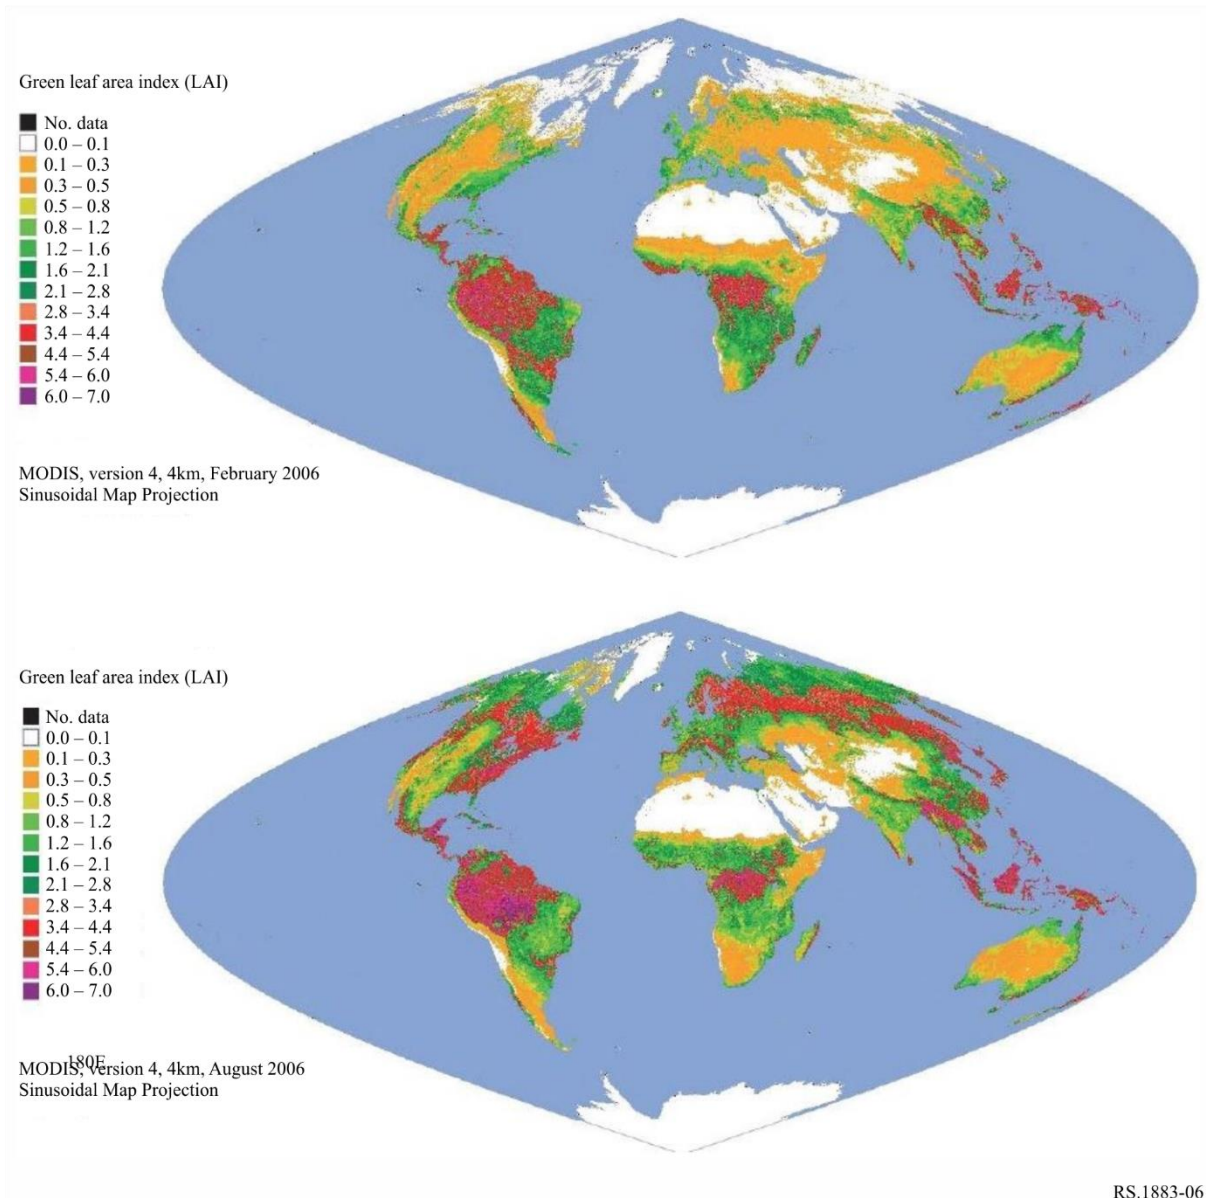 Green leaf area index (LAI)
No. data
0.0 – 0.1
0.1 – 0.3
0.3 – 0.5
0.5 – 0.8
0.8 – 1.2
1.2 – 1.6
1.6 – 2.1
2.1 – 2.8
2.8 – 3.4
3.4 – 4.4
4.4 – 5.4
5.4 – 6.0
6.0 – 7.0
MODIS, version 4, 4km, February 2006
Sinusoidal Map Projection
Green leaf area index (LAI)
No. data
0.0 – 0.1
0.1 – 0.3
0.3 – 0.5
0.5 – 0.8
0.8 – 1.2
1.2 – 1.6
1.6 – 2.1
2.1 – 2.8
2.8 – 3.4
3.4 – 4.4
4.4 – 5.4
5.4 – 6.0
6.0 – 7.0
180E
MODIS, version 4, 4km, August 2006
Sinusoidal Map Projection
RS.1883-06